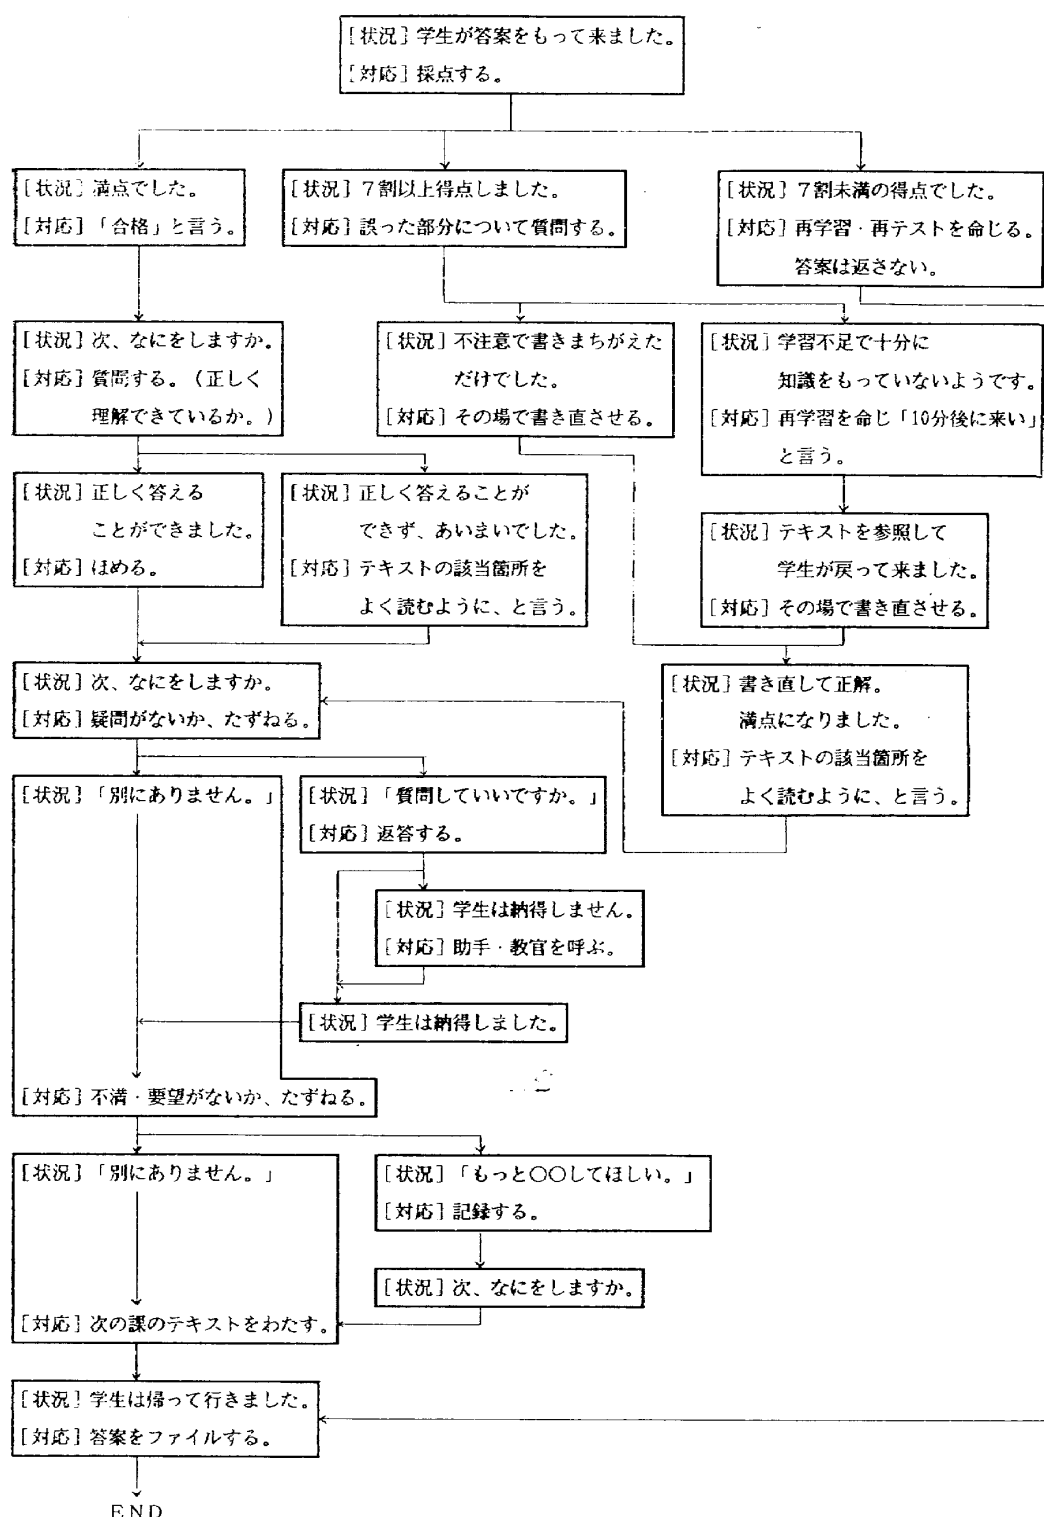 [状況] 学生が答案をもって来ました。
[対応] 採点する。
[状況] 満点でした。
[対応] 「合格」と言う。
[状況] 7割以上得点しました。
[対応] 誤った部分について質問する。
[状況] 7割未満の得点でした。
[対応] 再学習・再テストを命じる。
答案は返さない。
[状況] 次、なにをしますか。
[対応] 質問する。(正しく
理解できているか。)
[状況] 不注意で書きまちがえた
だけでした。
[対応] その場で書き直させる。
[状況] 学習不足で十分に
知識をもっていないようです。
[対応] 再学習を命じ「10分後に来い」
と言う。
[状況] 正しく答える
ことができました。
[対応] ほめる。
[状況] 正しく答えることが
できず、あいまいでした。
[対応] テキストの該当箇所を
よく読むように、と言う。
[状況] テキストを参照して
学生が戻って来ました。
[対応] その場で書き直させる。
[状況] 次、なにをしますか。
[対応] 疑問がないか、たずねる。
[状況] 書き直して正解。
満点になりました。
[対応] テキストの該当箇所を
よく読むように、と言う。
[状況] 「別にありません。」
[状況] 「質問していいですか。」
[対応] 返答する。
[状況] 学生は納得しません。
[対応] 助手・教官を呼ぶ。
[状況] 学生は納得しました。
[対応] 不満・要望がないか、たずねる。
[状況] 「別にありません。」
[状況] 「もっと〇〇してほしい。」
[対応] 記録する。
[状況] 次、なにをしますか。
[対応] 次の課のテキストをわたす。
[状況] 学生は帰って行きました。
[対応] 答案をファイルする。
END